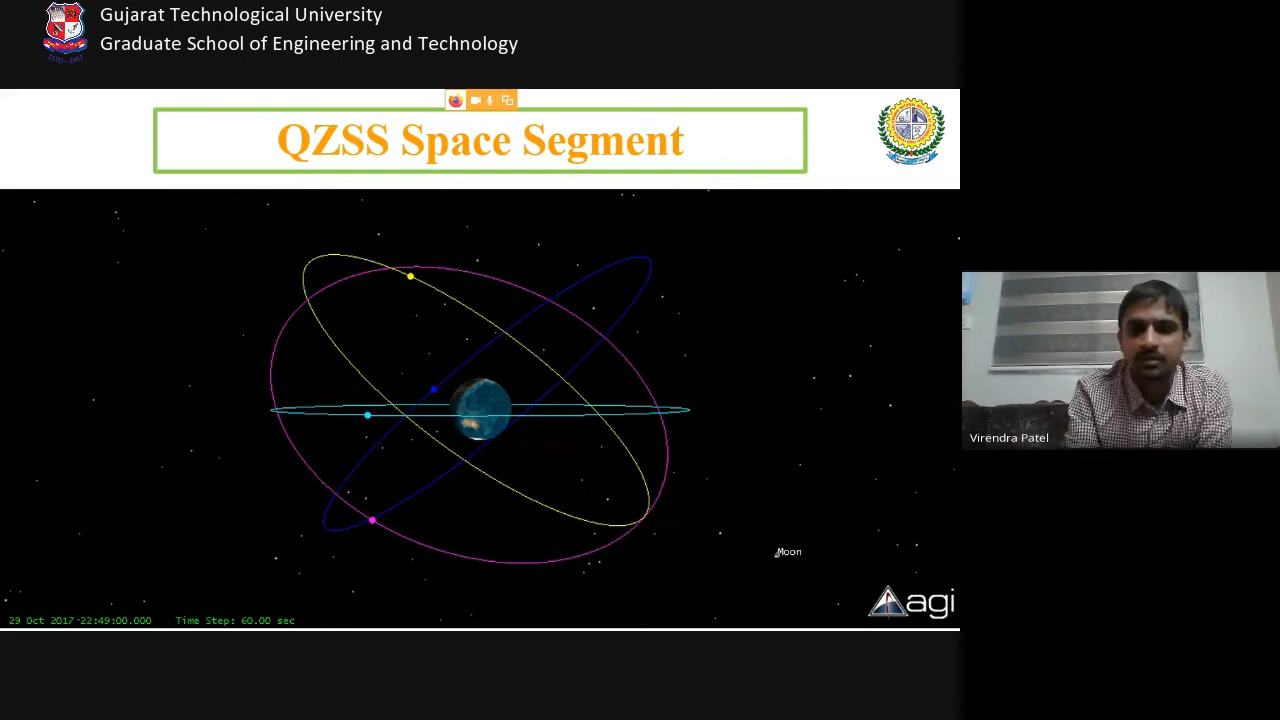 Gujarat Technological University
Graduate School of Engineering and Technology
QZSS Space Segment
Moon
agi
29 Oct 2017 22:49:00.000 Time Step: 60.00 sec
Virendra Patel